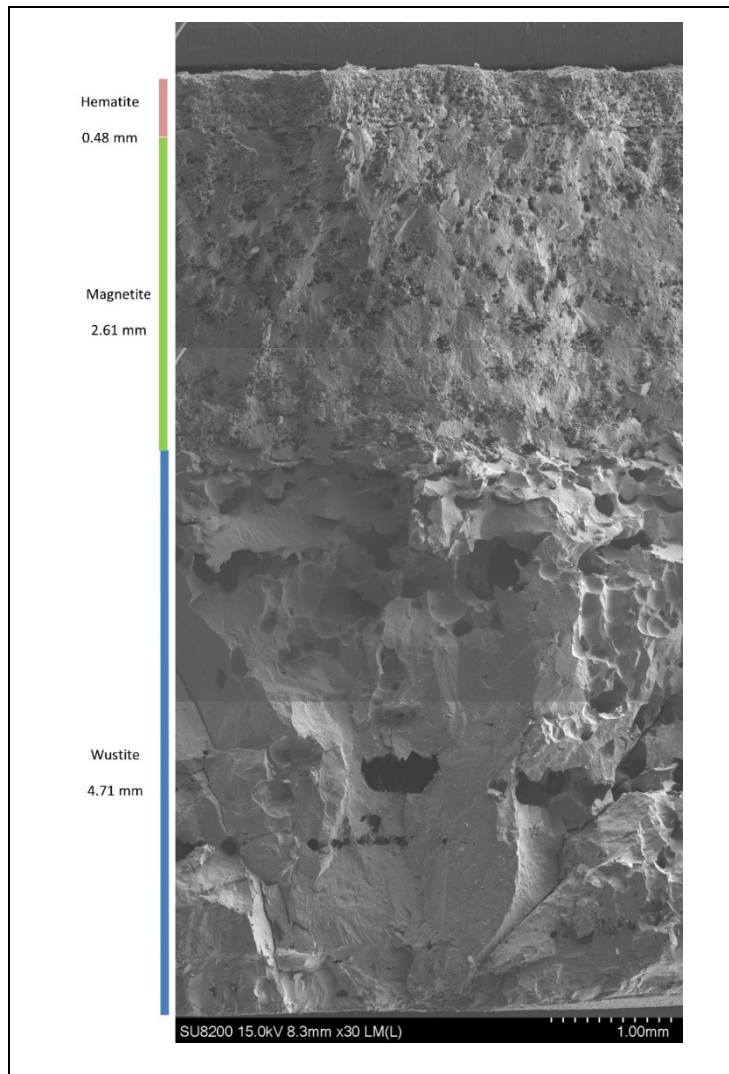 Hematite
0.48 mm
Magnetite
2.61 mm
Wustite
4.71 mm
SU8200 15.0kV 8.3mm x30 LM(L) 1.00mm